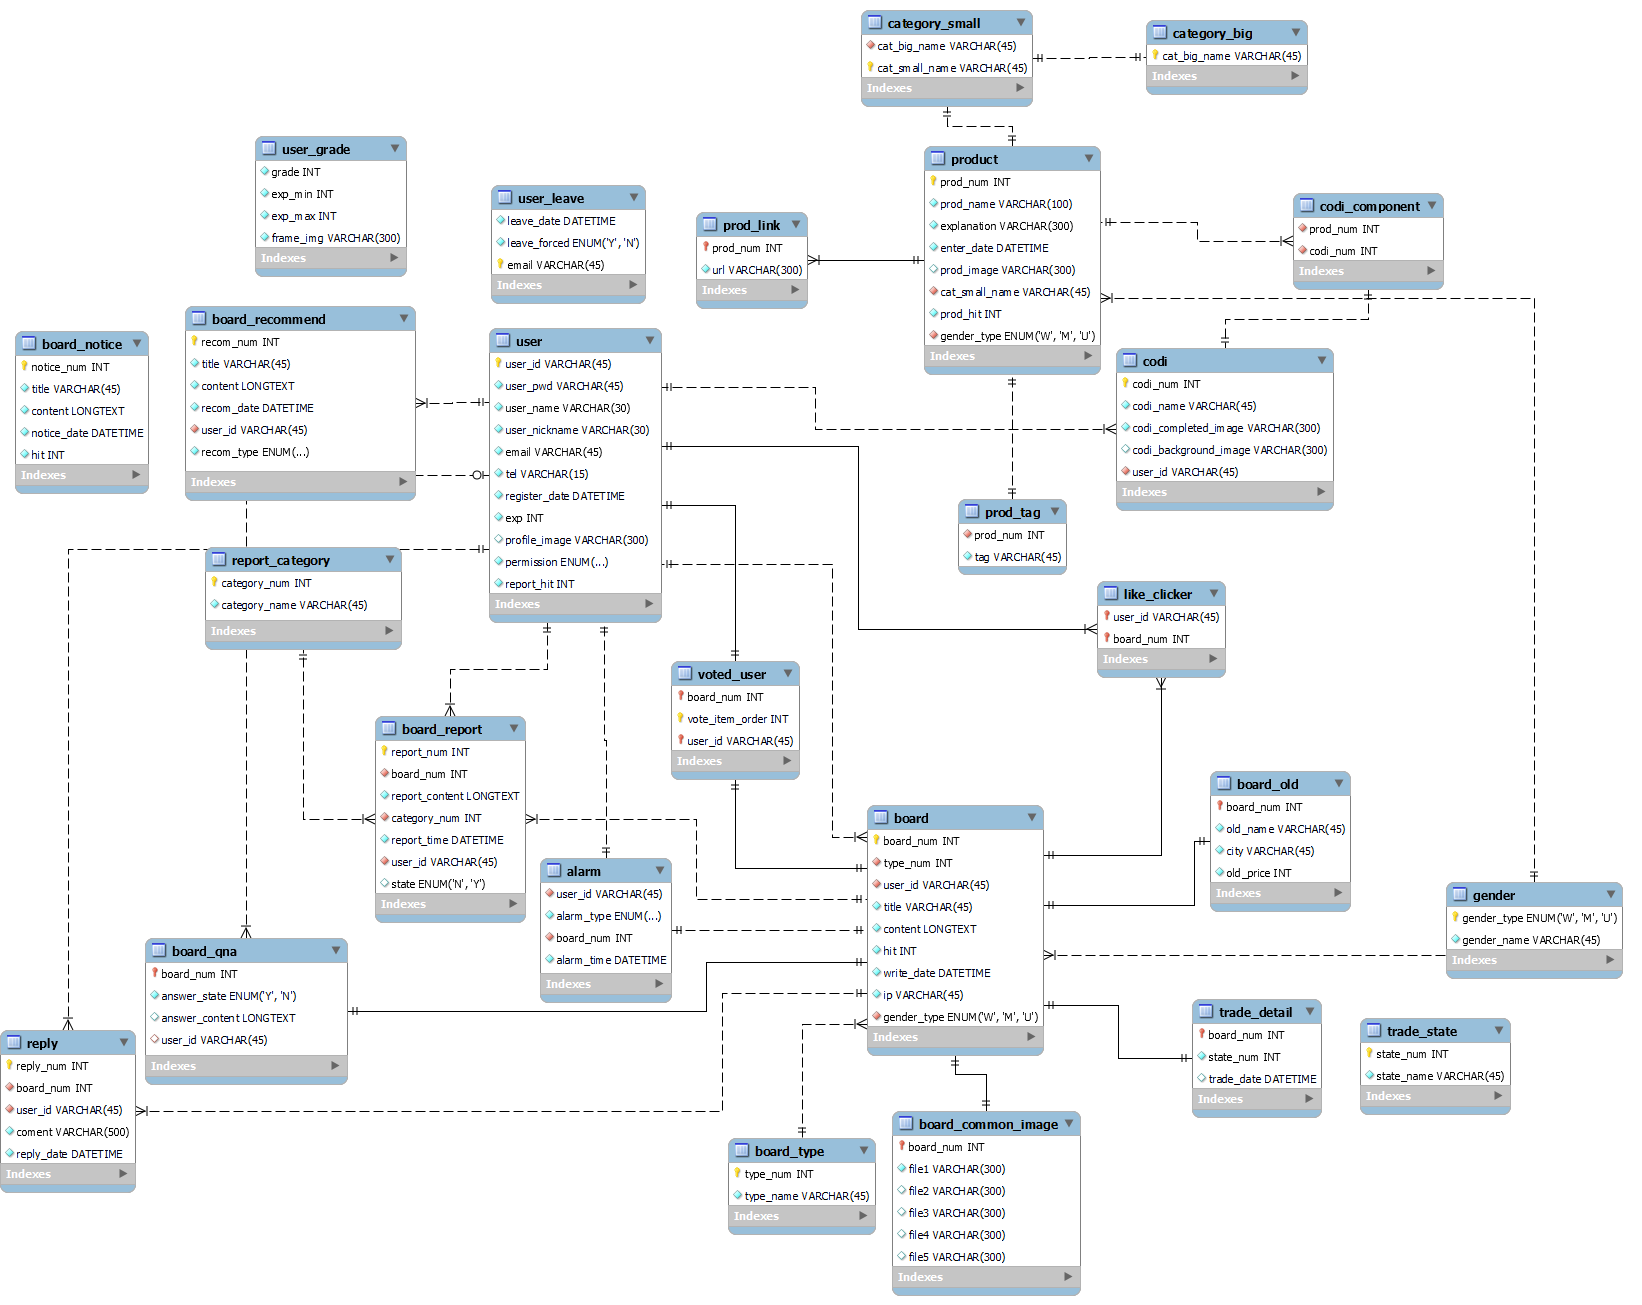 category_small
cat_big_name VARCHAR(45)
cat_small_name VARCHAR(45)
Indexes
category_big
cat_big_name VARCHAR(45)
Indexes
user_grade
grade INT
exp_min INT
exp_max INT
frame_img VARCHAR(300)
Indexes
user_leave
leave_date DATETIME
leave_forced ENUM('Y', 'N')
email VARCHAR(45)
Indexes
prod_link
prod_num INT
url VARCHAR(300)
Indexes
product
prod_num INT
prod_name VARCHAR(100)
explanation VARCHAR(300)
enter_date DATETIME
prod_image VARCHAR(300)
cat_small_name VARCHAR(45)
prod_hit INT
gender_type ENUM('W', 'M', 'U')
Indexes
codi_component
prod_num INT
codi_num INT
Indexes
board_notice
notice_num INT
title VARCHAR(45)
content LONGTEXT
notice_date DATETIME
hit INT
Indexes
board_recommend
recom_num INT
title VARCHAR(45)
content LONGTEXT
recom_date DATETIME
user_id VARCHAR(45)
recom_type ENUM(...)
Indexes
user
user_id VARCHAR(45)
user_pwd VARCHAR(45)
user_name VARCHAR(30)
user_nickname VARCHAR(30)
email VARCHAR(45)
tel VARCHAR(15)
register_date DATETIME
exp INT
profile_image VARCHAR(300)
permission ENUM(...)
report_hit INT
Indexes
codi
codi_num INT
codi_name VARCHAR(45)
codi_completed_image VARCHAR(300)
codi_background_image VARCHAR(300)
user_id VARCHAR(45)
Indexes
prod_tag
prod_num INT
tag VARCHAR(45)
report_category
category_num INT
category_name VARCHAR(45)
Indexes
like_clicker
user_id VARCHAR(45)
board_num INT
Indexes
voted_user
board_num INT
vote_item_order INT
user_id VARCHAR(45)
Indexes
board_report
report_num INT
board_num INT
report_content LONGTEXT
category_num INT
report_time DATETIME
user_id VARCHAR(45)
state ENUM('N', 'Y')
Indexes
alarm
user_id VARCHAR(45)
alarm_type ENUM(...)
board_num INT
alarm_time DATETIME
Indexes
board
board_num INT
type_num INT
user_id VARCHAR(45)
title VARCHAR(45)
content LONGTEXT
hit INT
write_date DATETIME
ip VARCHAR(45)
gender_type ENUM('W', 'M', 'U')
Indexes
board_old
board_num INT
old_name VARCHAR(45)
city VARCHAR(45)
old_price INT
Indexes
gender
gender_type ENUM('W', 'M', 'U')
gender_name VARCHAR(45)
Indexes
board_qna
board_num INT
answer_state ENUM('Y', 'N')
answer_content LONGTEXT
user_id VARCHAR(45)
Indexes
reply
reply_num INT
board_num INT
user_id VARCHAR(45)
coment VARCHAR(500)
reply_date DATETIME
Indexes
trade_detail
board_num INT
state_num INT
trade_date DATETIME
Indexes
trade_state
state_num INT
state_name VARCHAR(45)
Indexes
board_type
type_num INT
type_name VARCHAR(45)
Indexes
board_common_image
board_num INT
file1 VARCHAR(300)
file2 VARCHAR(300)
file3 VARCHAR(300)
file4 VARCHAR(300)
file5 VARCHAR(300)
Indexes